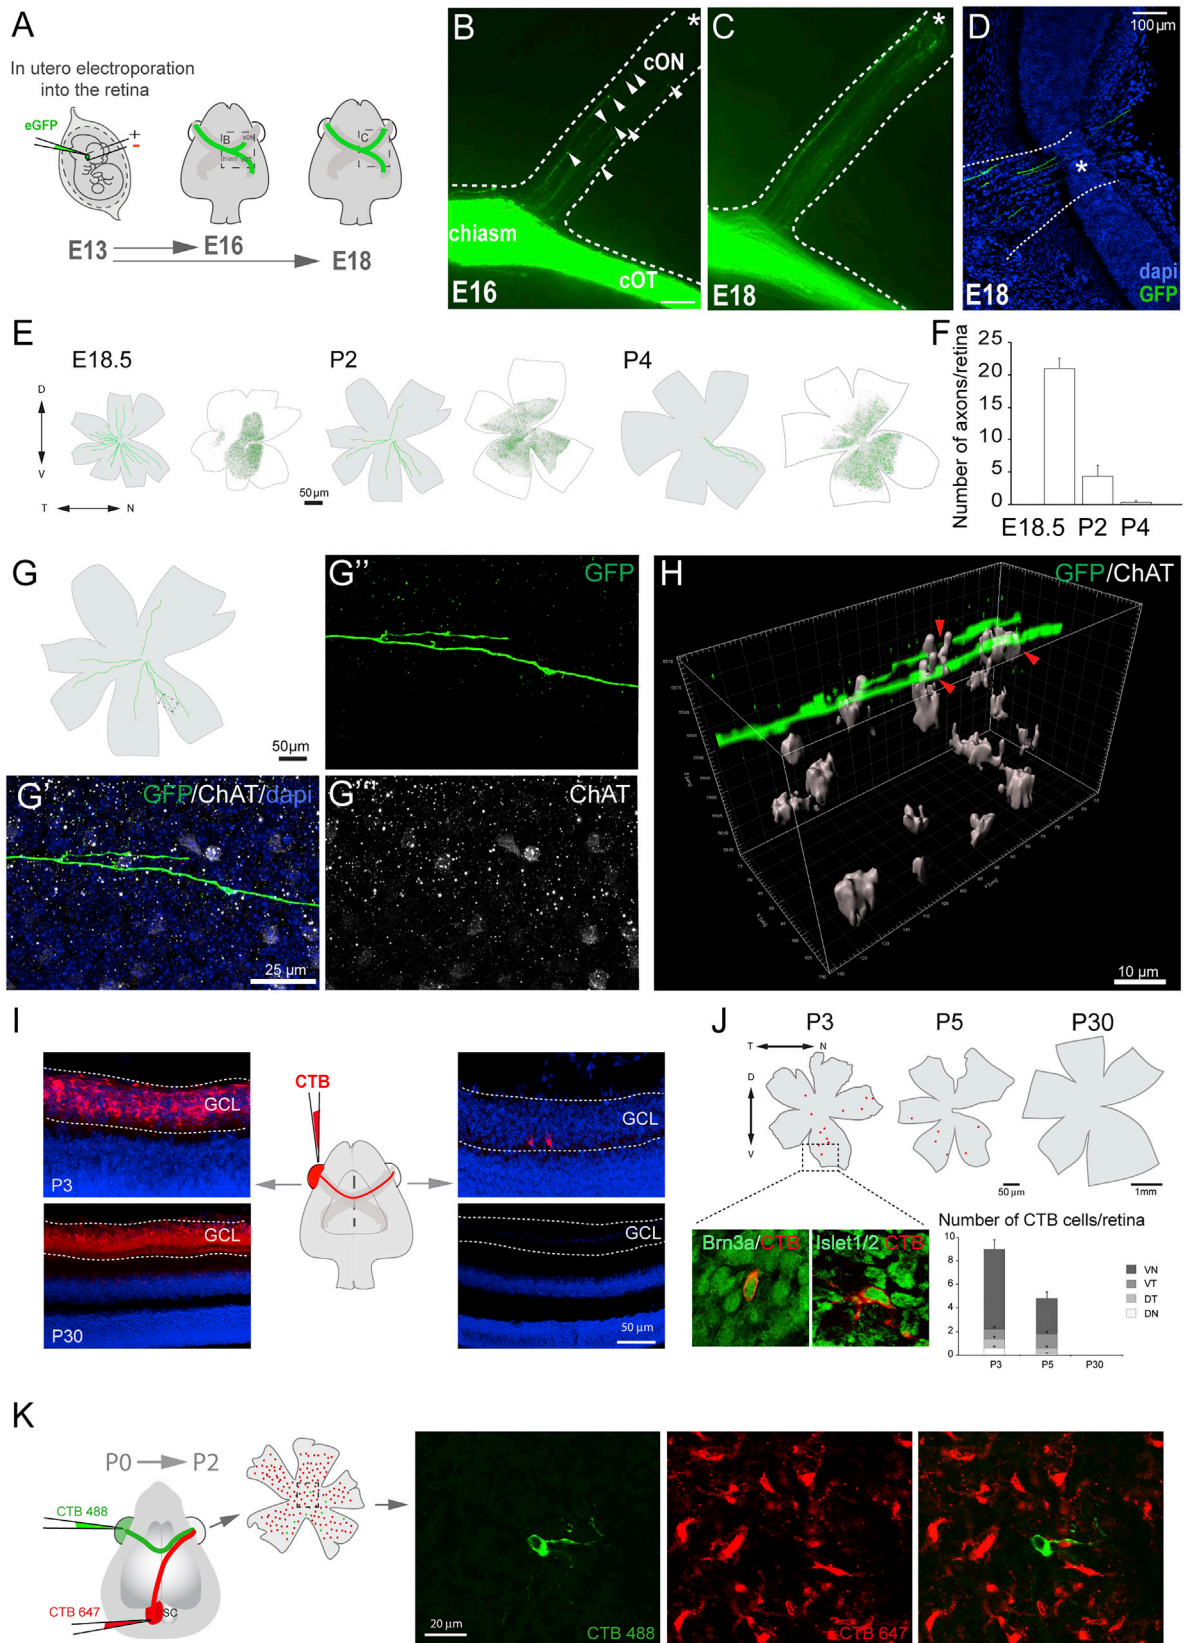 A
In utero electroporation
into the retina
eGFP
+
-
B
cON
chiasm
cOT
C
E13
E16
E18
B
*
cON
chiasm
cOT
E16
C
*
E18
D
100 µm
*
dapi
GFP
E18
E
E18.5
P2
P4
D
V
T
N
50 µm
F
Number of axons/retina
25
20
15
10
5
0
E18.5 P2 P4
G
50µm
G''
GFP
G'
GFP/ChAT/dapi
25 µm
G'''
ChAT
H
GFP/ChAT
10 µm
I
GCL
P3
GCL
P30
CTB
GCL
GCL
50 µm
J
P3
P5
P30
T
N
D
V
50 µm
1mm
Brn3a/CTB
Islet1/2 CTB
Number of CTB cells/retina
10
8
6
4
2
0
P3
P5
P30
VN
VT
DT
DN
K
P0
P2
CTB 488
CTB 647
SC
20 µm
CTB 488
CTB 647